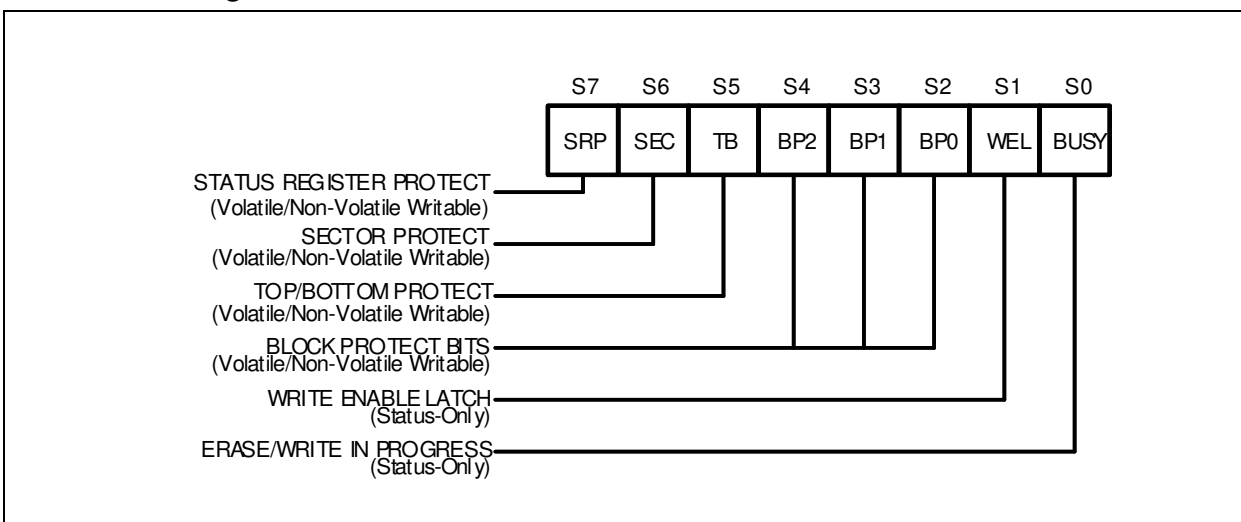 S7 S6 S5 S4 S3 S2 S1 S0
SRP SEC TB BP2 BP1 BP0 WEL BUSY
STATUS REGISTER PROTECT
(Volatile/Non-Volatile Writable)
SECTOR PROTECT
(Volatile/Non-Volatile Writable)
TOP/BOTTOM PROTECT
(Volatile/Non-Volatile Writable)
BLOCK PROTECT BITS
(Volatile/Non-Volatile Writable)
WRITE ENABLE LATCH
(Status-Only)
ERASE/WRITE IN PROGRESS
(Status-Only)